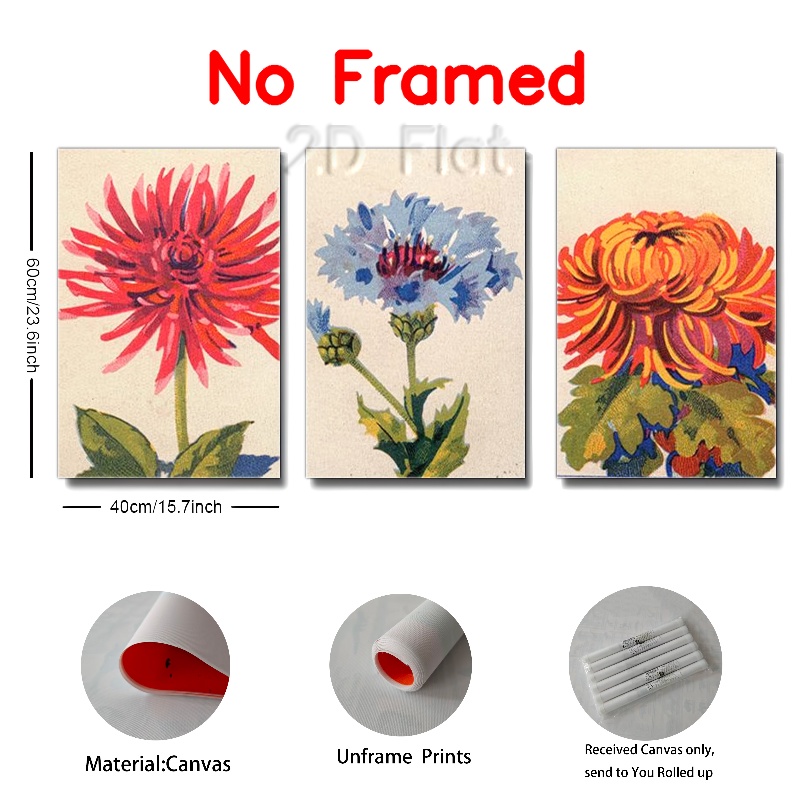 No Framed
2D Flat
60cm/23.6inch
40cm/15.7inch
Material:Canvas
Unframe Prints
Received Canvas only,
send to You Rolled up